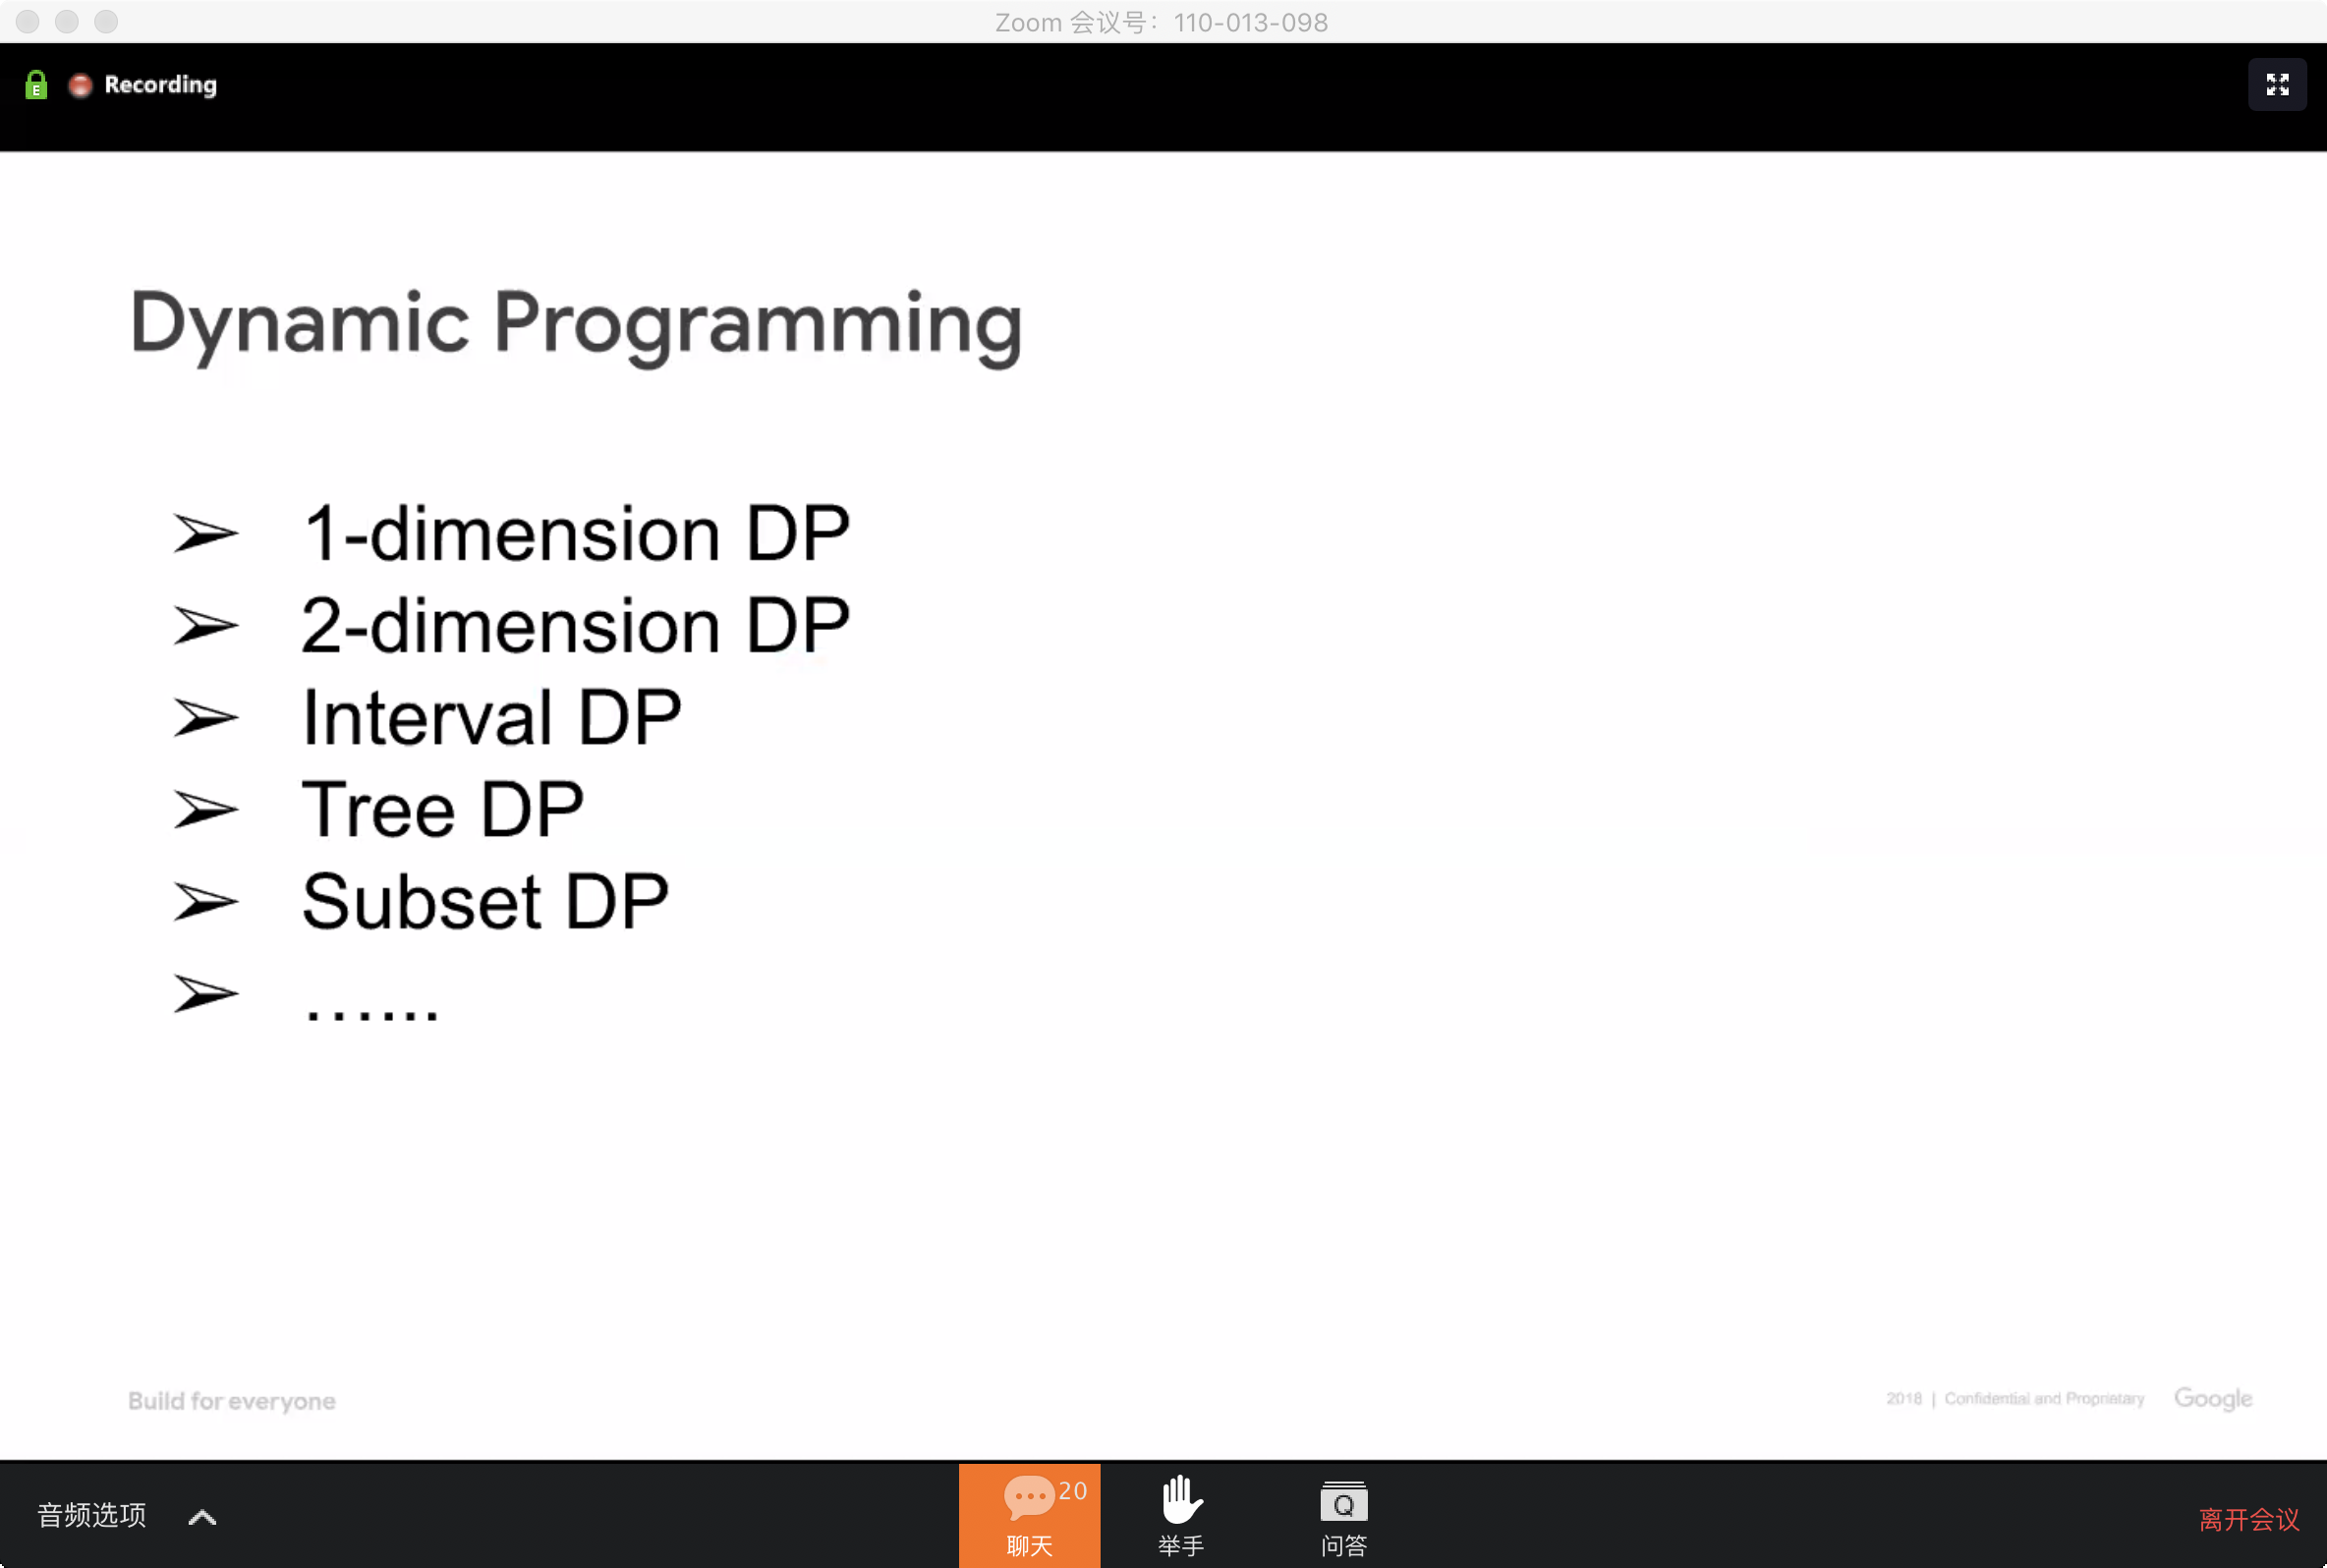 Zoom 会议号：110-013-098
E
Recording
Dynamic Programming
➢ 1-dimension DP
➢ 2-dimension DP
➢ Interval DP
➢ Tree DP
➢ Subset DP
➢ ......
Build for everyone
2018 | Confidential and Proprietary Google
音频选项
20
Q
聊天 举手 问答
离开会议